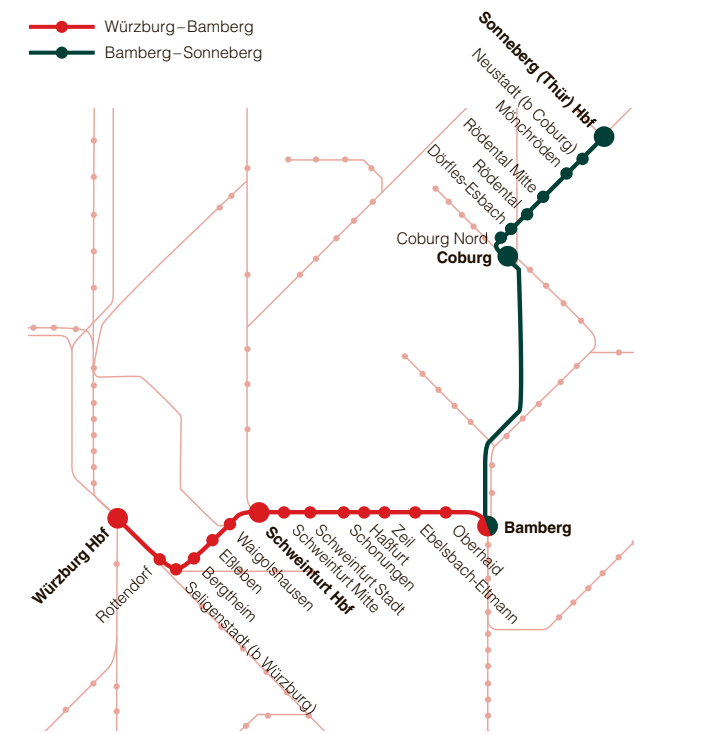 Würzburg–Bamberg
Bamberg–Sonneberg
Sonneberg (Thür) Hbf
Neustadt (b Coburg)
Mönchröden
Rödental Mitte
Rödental
Dörfles-Esbach
Coburg Nord
Coburg
Bamberg
Würzburg Hbf
Rottendorf
Seligenstadt (b Würzburg)
Bergtheim
Eßleben
Waigolshausen
Schweinfurt Hbf
Schweinfurt Mitte
Schweinfurt Stadt
Schonungen
Haßfurt
Zeil
Ebelsbach-Eltmann
Oberhaid